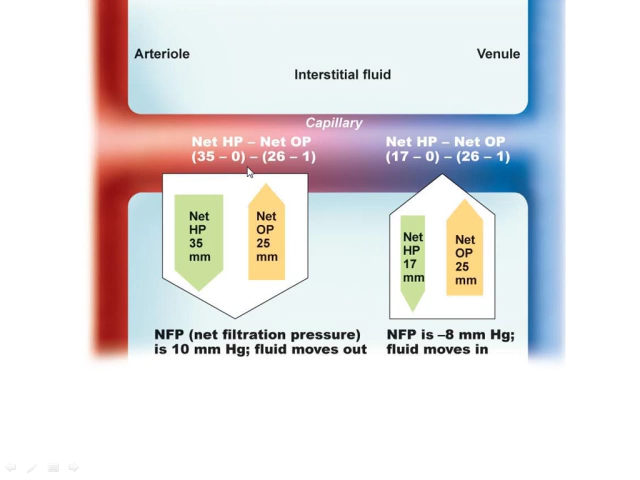 Arteriole
Venule
Interstitial fluid
Capillary
Net HP – Net OP
(35 – 0) – (26 – 1)
Net HP – Net OP
(17 – 0) – (26 – 1)
Net
HP
35
mm
Net
OP
25
mm
Net
HP
17
mm
Net
OP
25
mm
NFP (net filtration pressure)
is 10 mm Hg; fluid moves out
NFP is –8 mm Hg;
fluid moves in